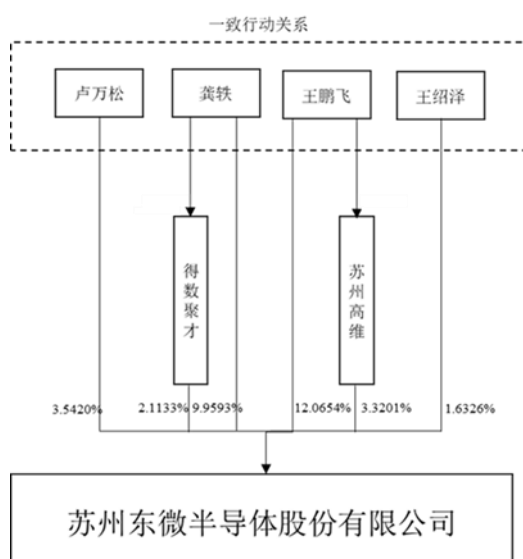 一致行动关系
卢万松
龚轶
王鹏飞
王绍泽
得数聚才
苏州高维
3.5420%
2.1133%
9.9593%
12.0654%
3.3201%
1.6326%
苏州东微半导体股份有限公司